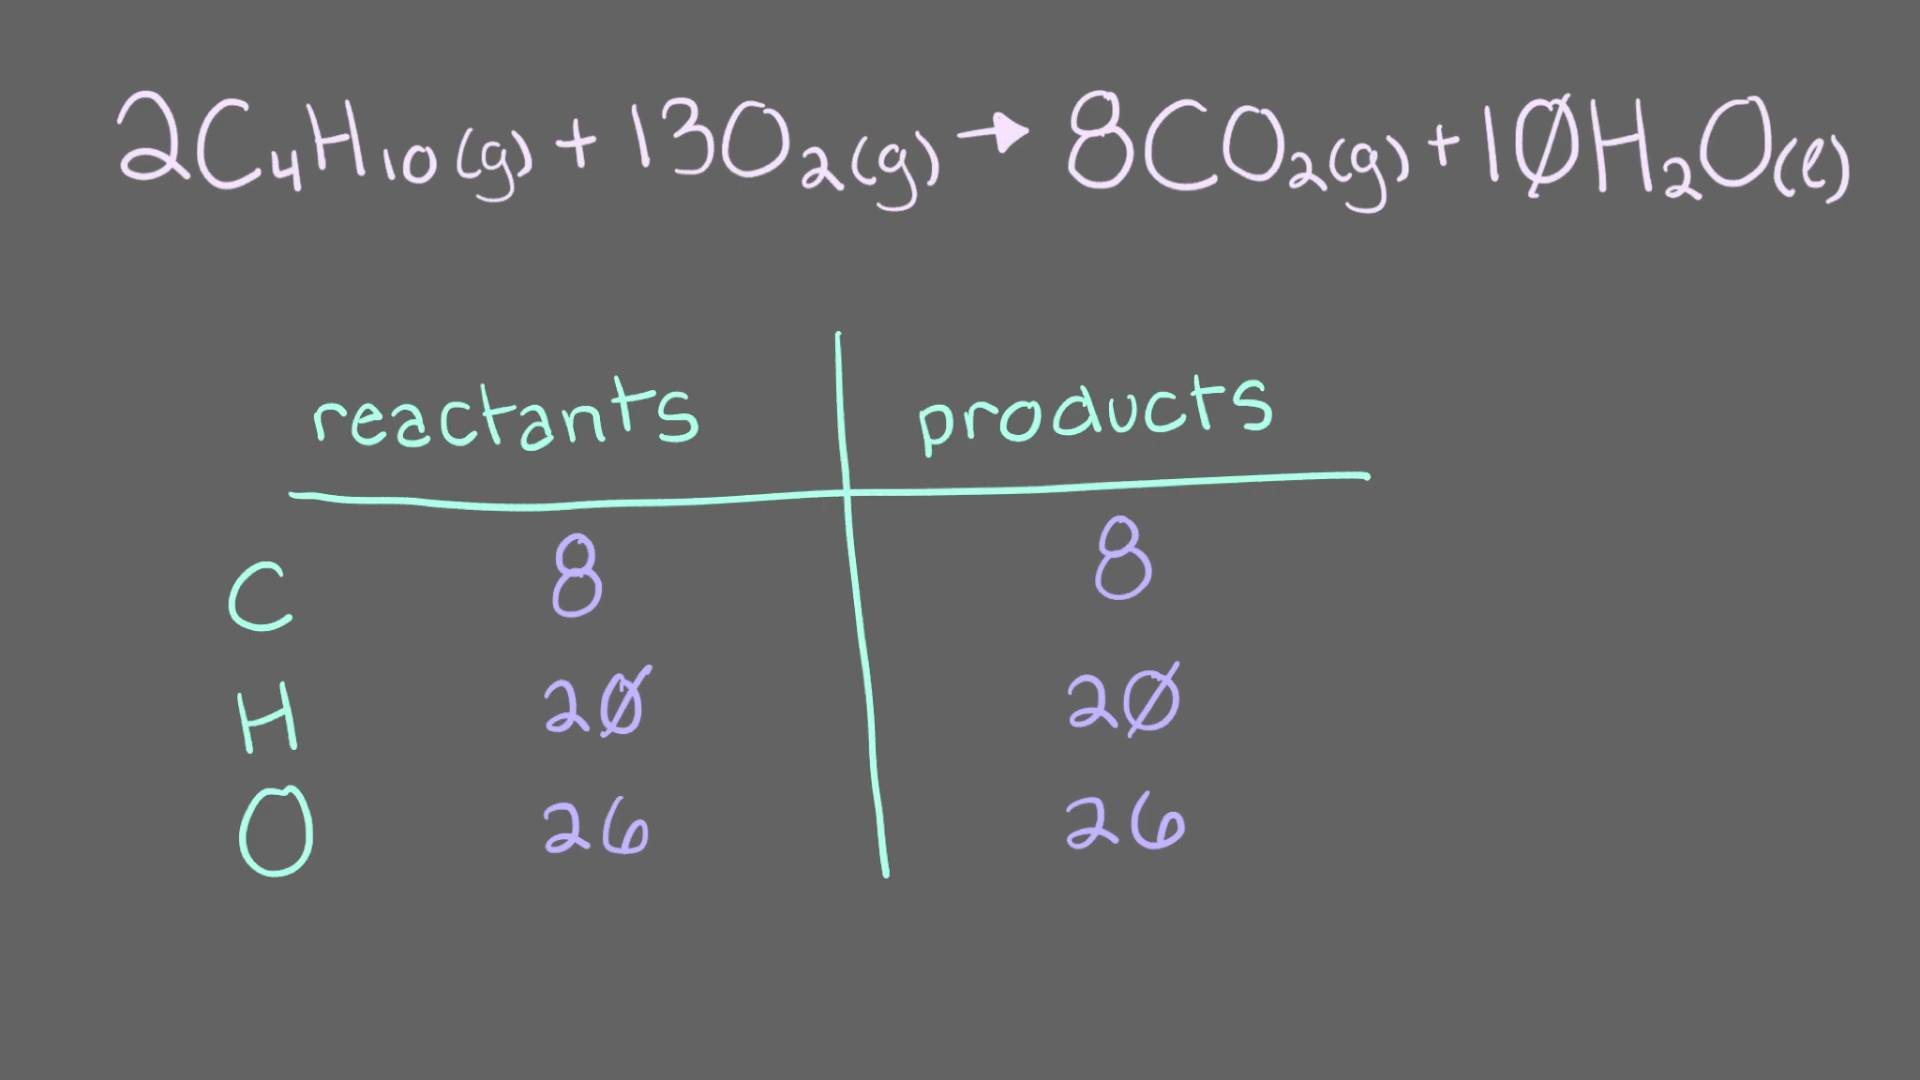 2C₄H₁₀(g) + 13O₂(g) → 8CO₂(g) + 10H₂O(ℓ)
reactants products
C 8 8
H 20 20
O 26 26